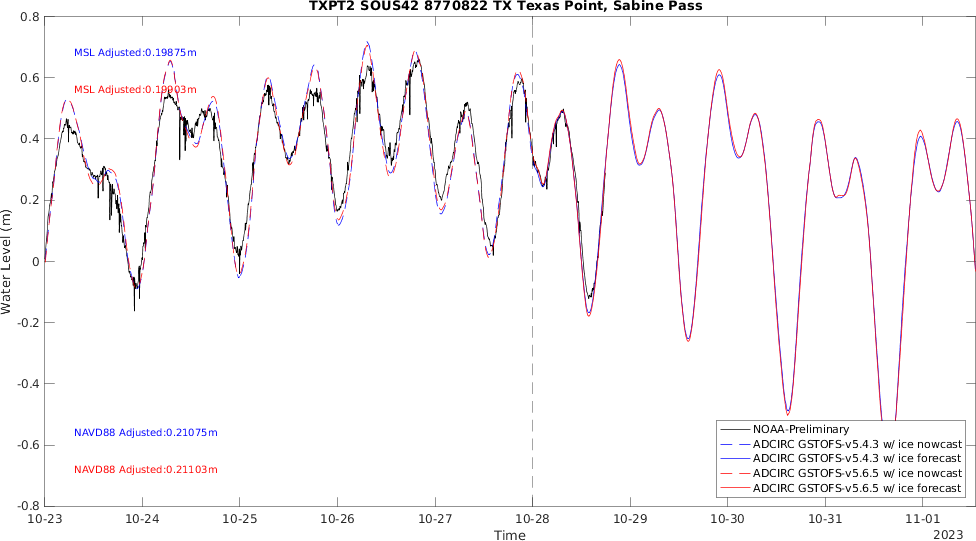 TXPT2 SOUS42 8770822 TX Texas Point, Sabine Pass
0.8
MSL Adjusted:0.19875m
0.6
MSL Adjusted:0.19903m
0.4
0.2
0
-0.2
-0.4
-0.6
-0.8
Water Level (m)
NAVD88 Adjusted:0.21075m
NAVD88 Adjusted:0.21103m
NOAA-Preliminary
ADCIRC GSTOFS-v5.4.3 w/ ice nowcast
ADCIRC GSTOFS-v5.4.3 w/ ice forecast
ADCIRC GSTOFS-v5.6.5 w/ ice nowcast
ADCIRC GSTOFS-v5.6.5 w/ ice forecast
10-23 10-24 10-25 10-26 10-27 10-28 10-29 10-30 10-31 11-01
Time
2023